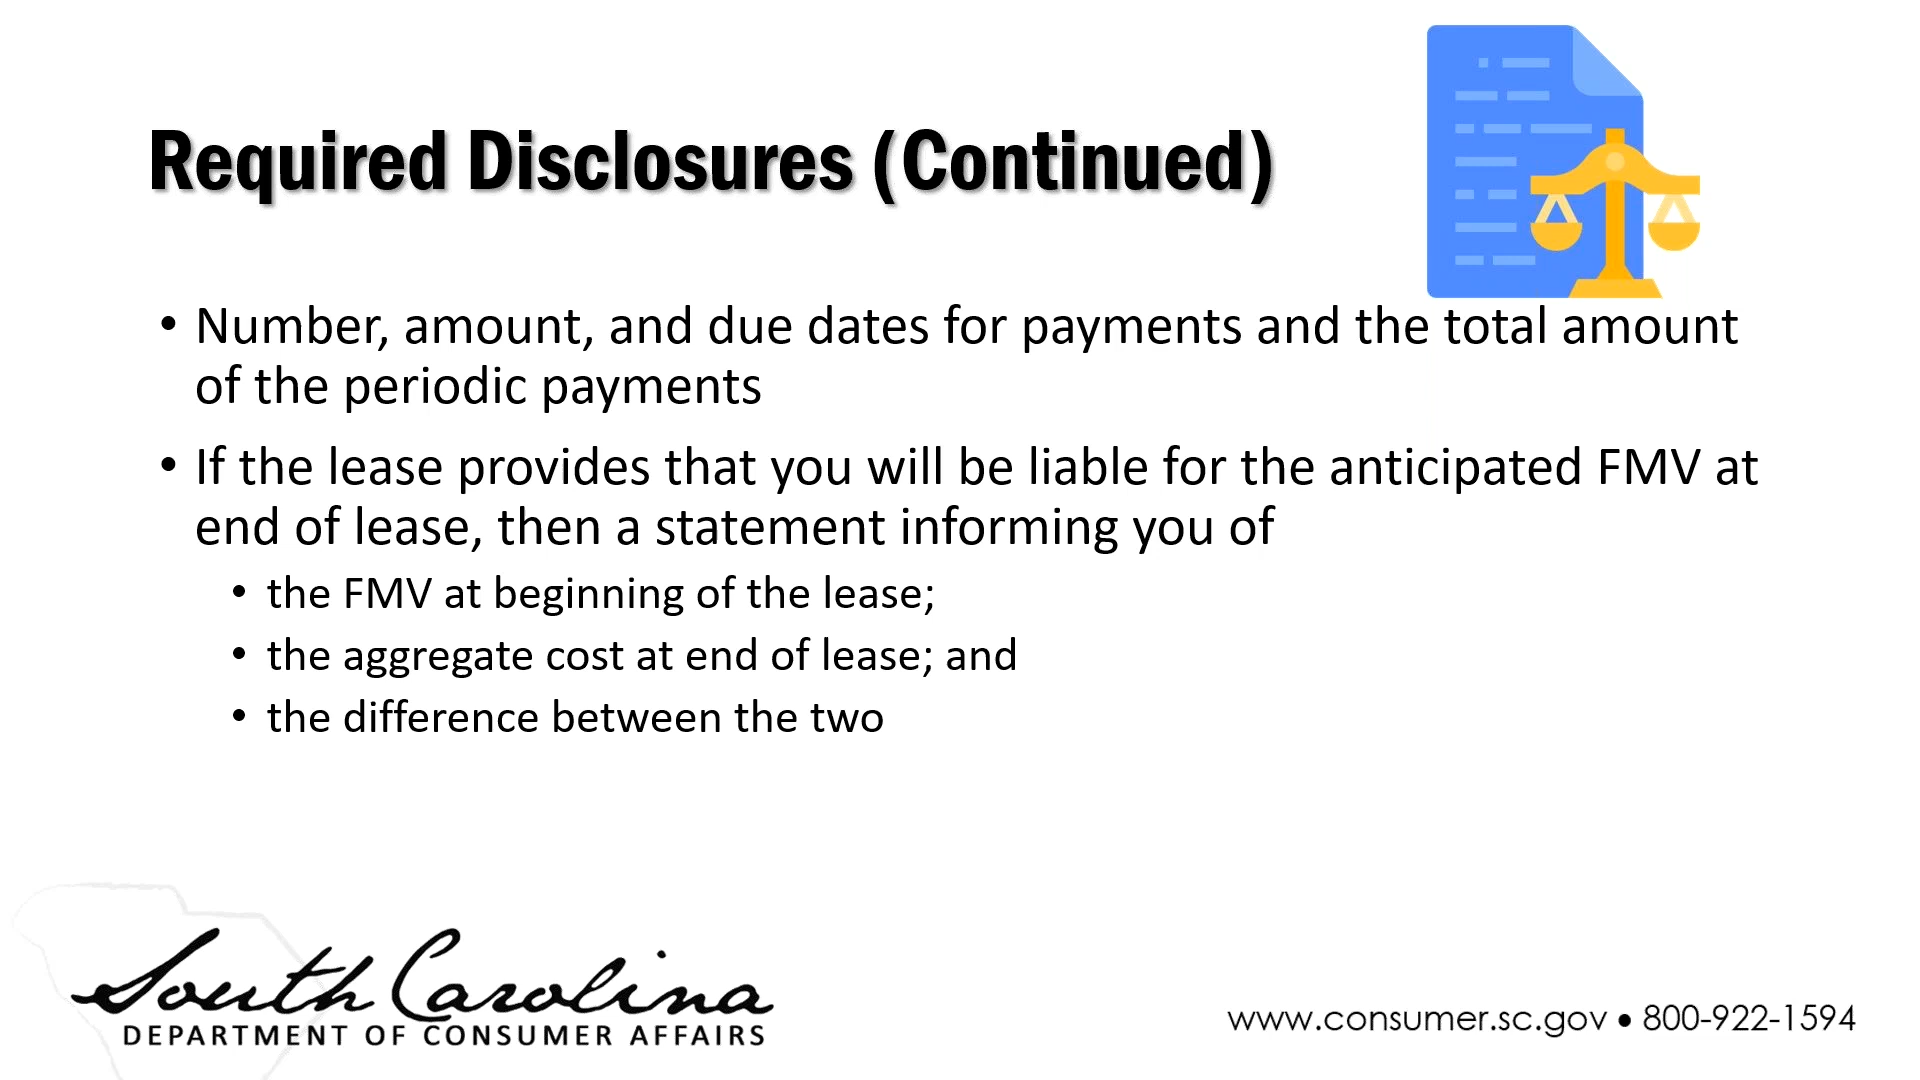 Required Disclosures (Continued)
• Number, amount, and due dates for payments and the total amount
of the periodic payments
• If the lease provides that you will be liable for the anticipated FMV at
end of lease, then a statement informing you of
• the FMV at beginning of the lease;
• the aggregate cost at end of lease; and
• the difference between the two
South Carolina
DEPARTMENT OF CONSUMER AFFAIRS
www.consumer.sc.gov • 800-922-1594